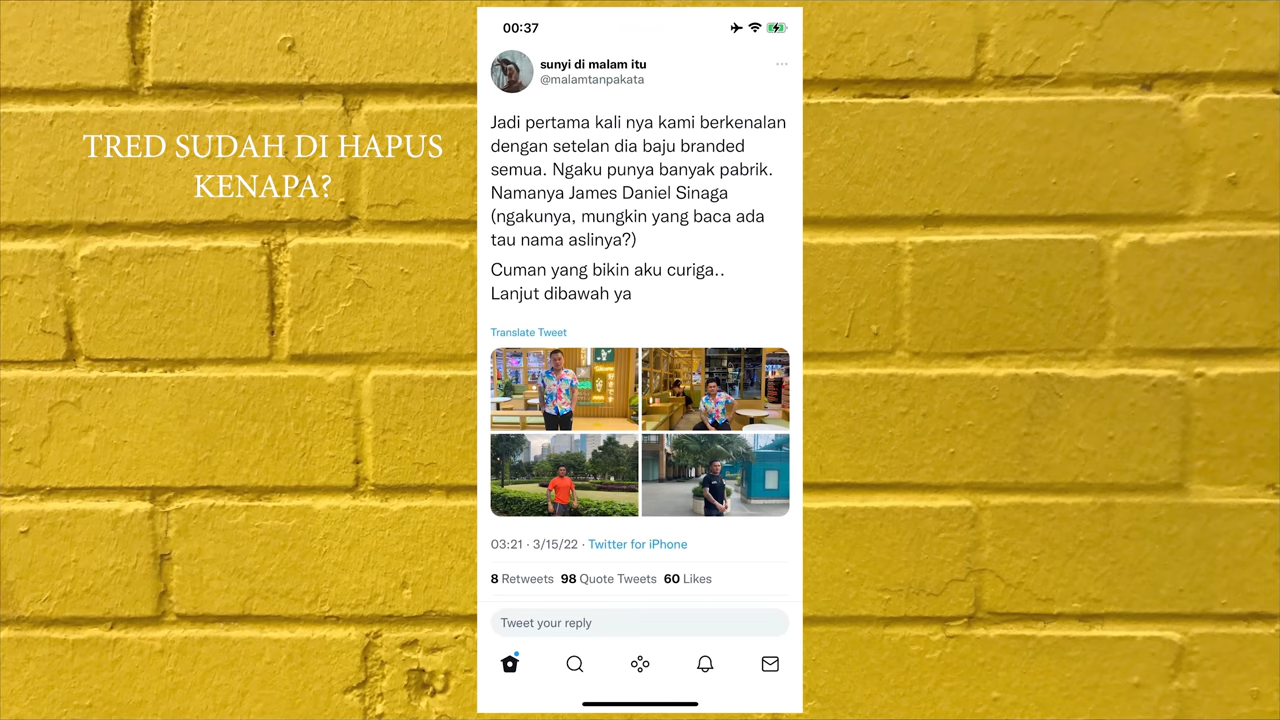 TRED SUDAH DI HAPUS
KENAPA?
00:37
sunyi di malam itu
@malamtanpakata
Jadi pertama kali nya kami berkenalan
dengan setelan dia baju branded
semua. Ngaku punya banyak pabrik.
Namanya James Daniel Sinaga
(ngakunya, mungkin yang baca ada
tau nama aslinya?)
Cuman yang bikin aku curiga..
Lanjut dibawah ya
Translate Tweet
03:21 · 3/15/22 · Twitter for iPhone
8 Retweets 98 Quote Tweets 60 Likes
Tweet your reply